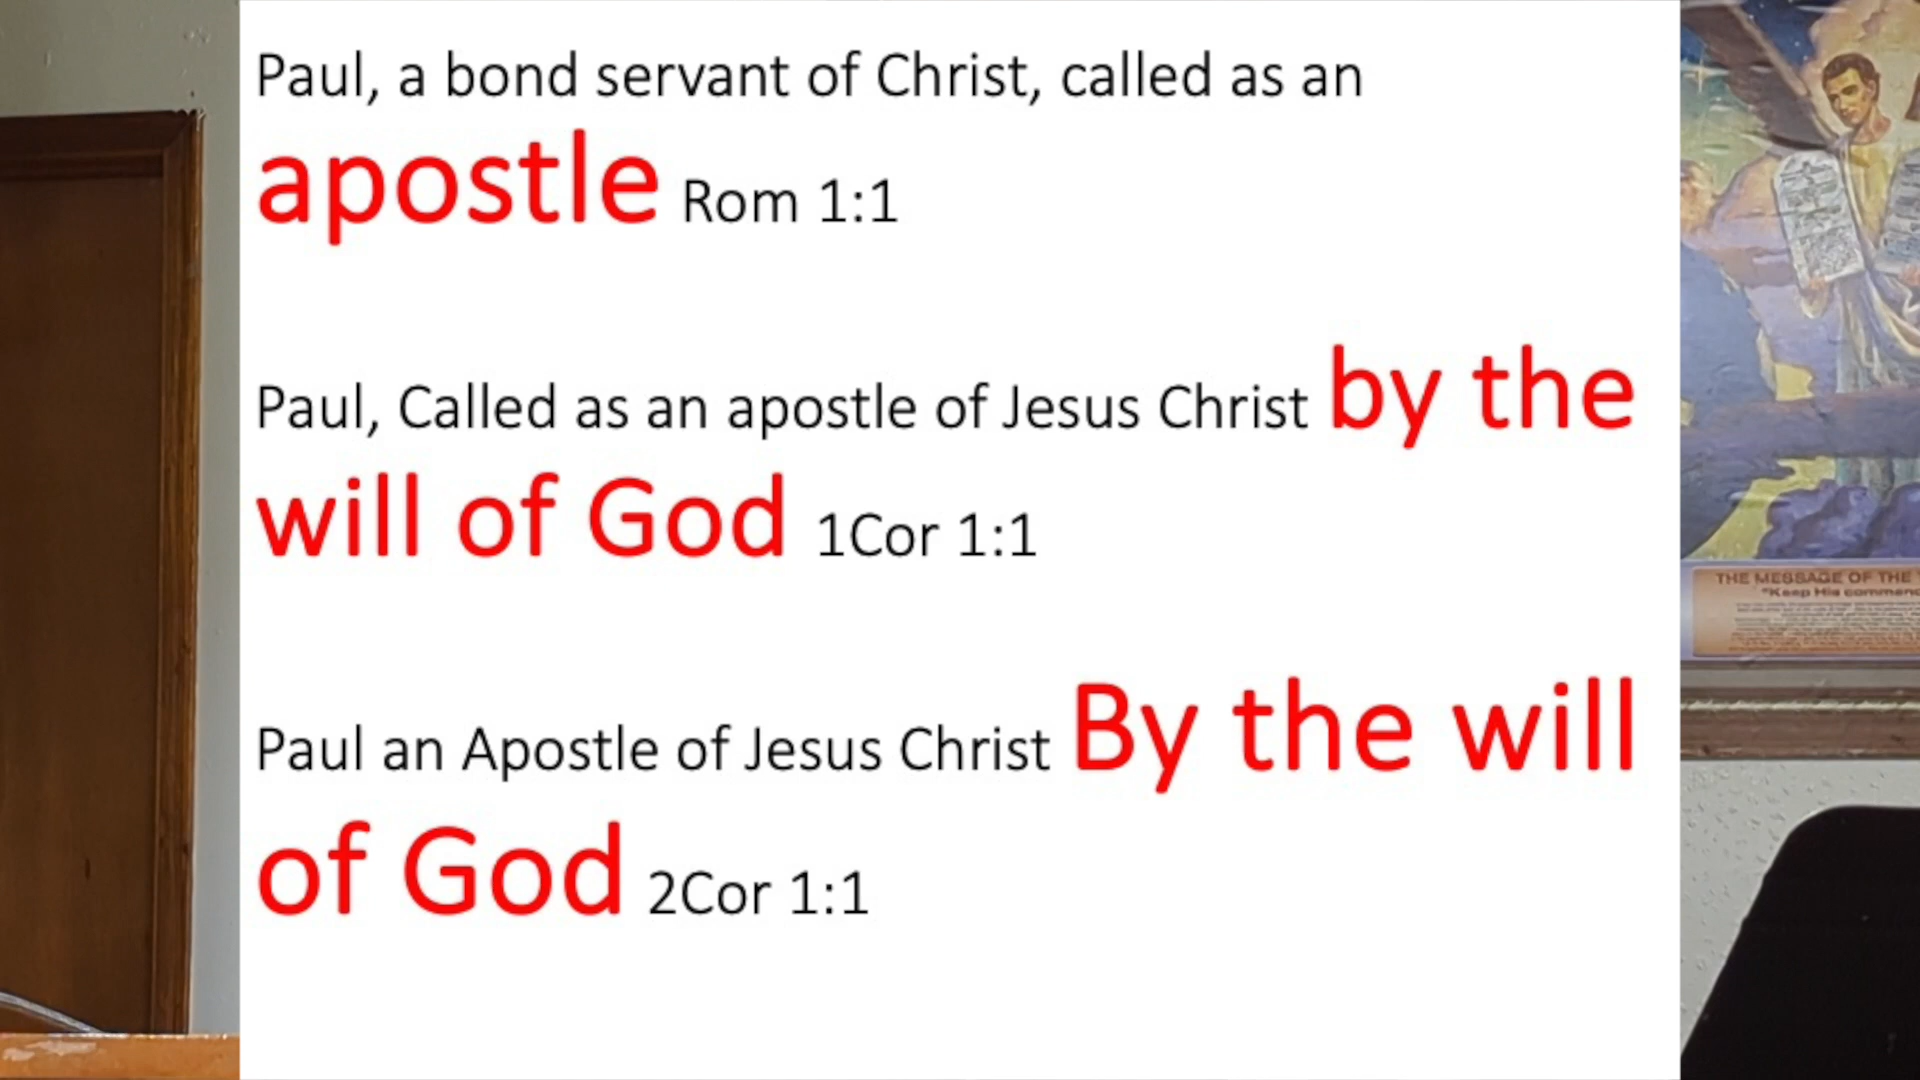 Paul, a bond servant of Christ, called as an
apostle Rom 1:1
Paul, Called as an apostle of Jesus Christ by the
will of God 1Cor 1:1
Paul an Apostle of Jesus Christ By the will
of God 2Cor 1:1
THE MESSAGE OF THE
"Keep His